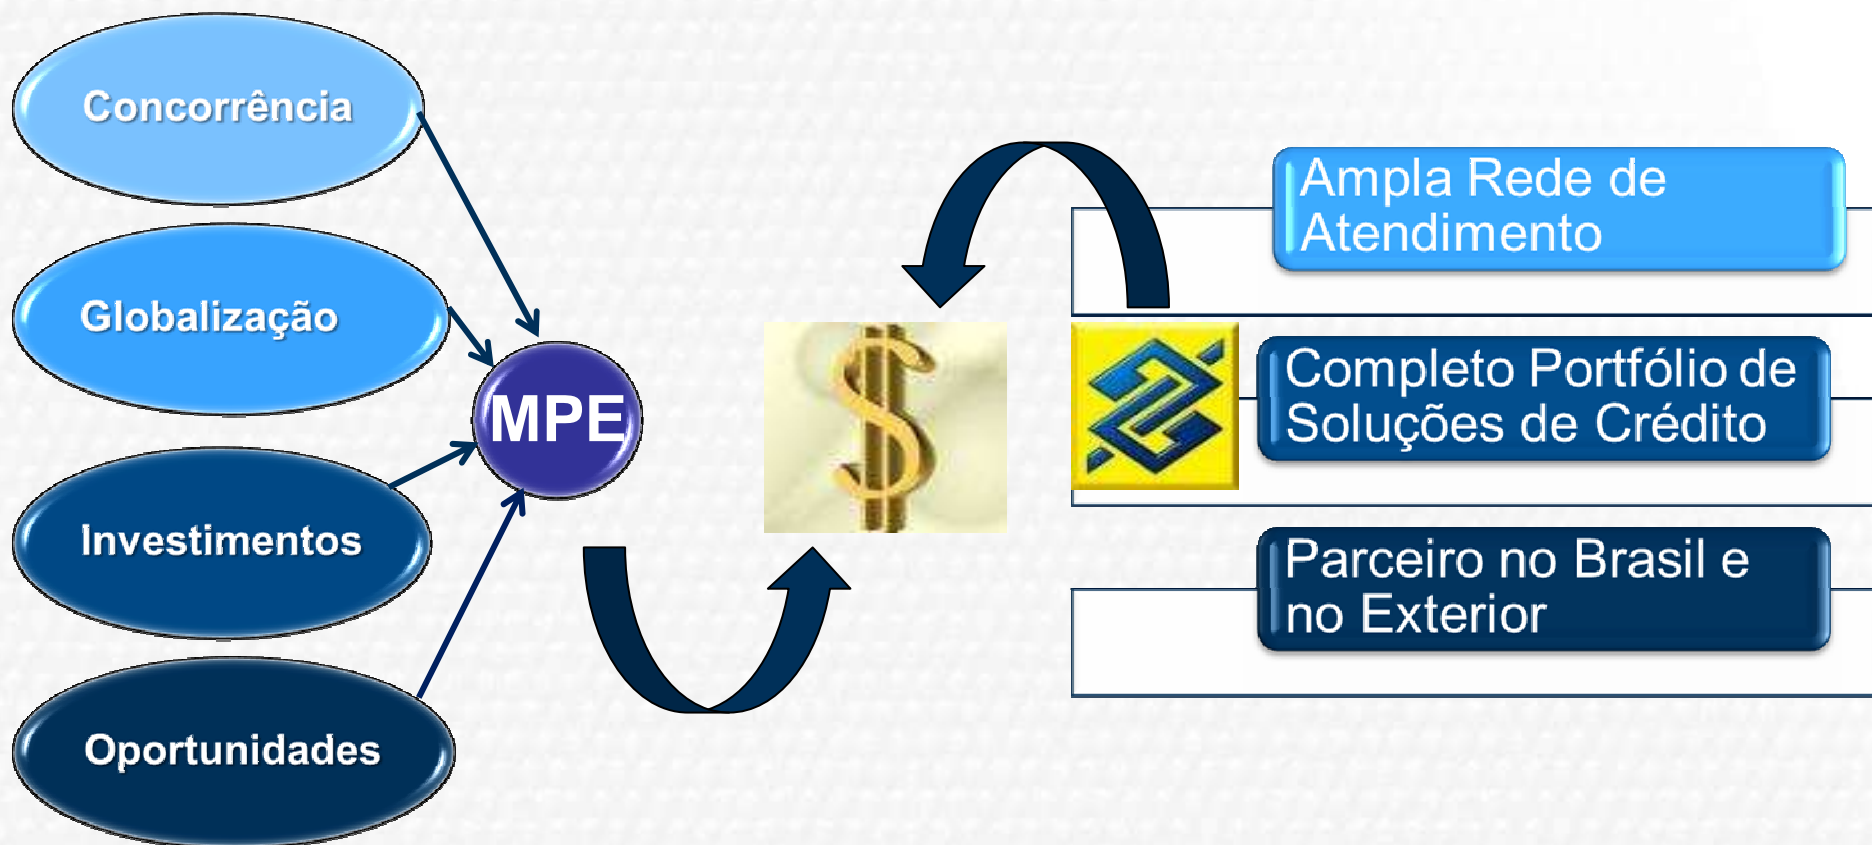 Concorrência
Globalização
Investimentos
Oportunidades
MPE
Ampla Rede de
Atendimento
Completo Portfólio de
Soluções de Crédito
Parceiro no Brasil e
no Exterior